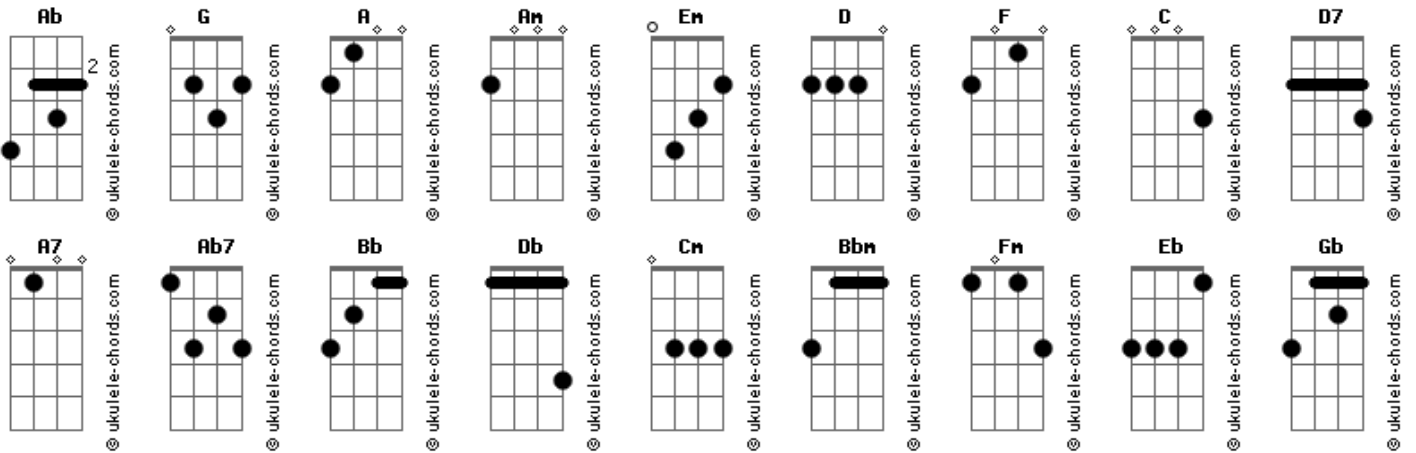 Ab G A Am Em D F C D7
2
© ukulele-chords.com © ukulele-chords.com © ukulele-chords.com © ukulele-chords.com © ukulele-chords.com © ukulele-chords.com © ukulele-chords.com © ukulele-chords.com © ukulele-chords.com
A7 Ab7 Bb Db Cm Bbm Fm Eb Gb
© ukulele-chords.com © ukulele-chords.com © ukulele-chords.com © ukulele-chords.com © ukulele-chords.com © ukulele-chords.com © ukulele-chords.com © ukulele-chords.com © ukulele-chords.com